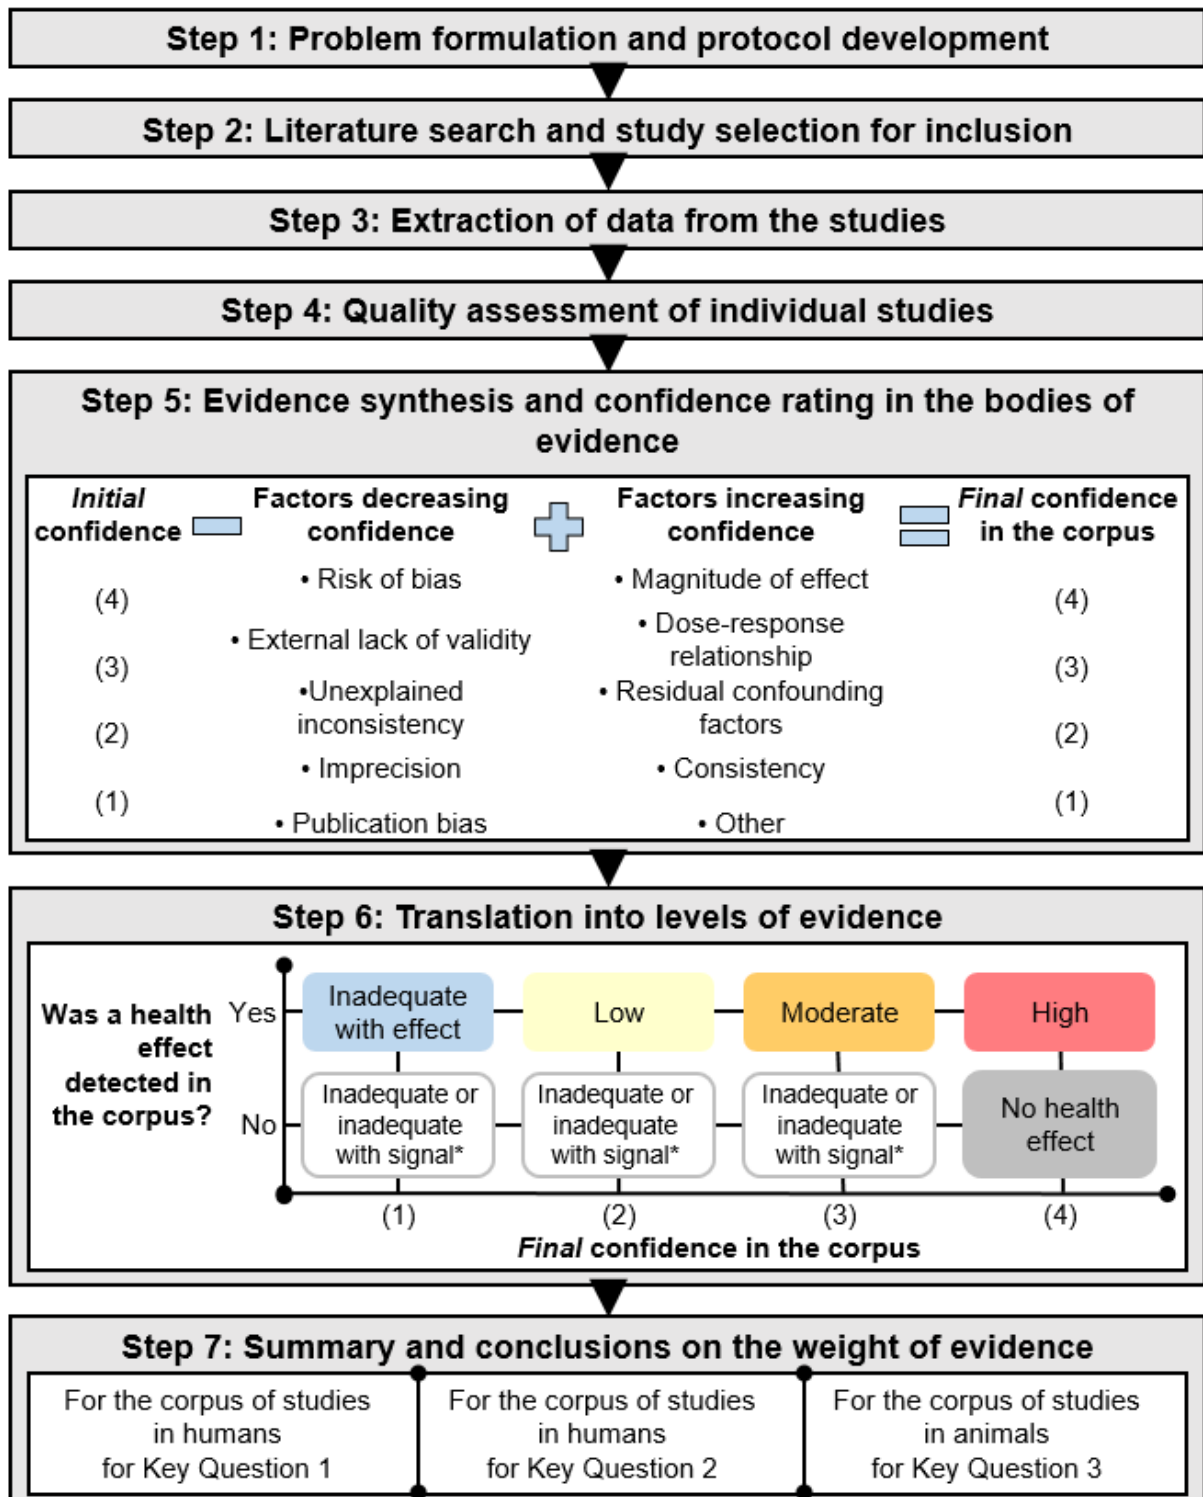 Step 1: Problem formulation and protocol development
Step 2: Literature search and study selection for inclusion
Step 3: Extraction of data from the studies
Step 4: Quality assessment of individual studies
Step 5: Evidence synthesis and confidence rating in the bodies of
evidence
Initial
confidence
(4)
(3)
(2)
(1)
Factors decreasing
confidence
• Risk of bias
• External lack of validity
•Unexplained
inconsistency
• Imprecision
• Publication bias
Factors increasing
confidence
• Magnitude of effect
• Dose-response
relationship
• Residual confounding
factors
• Consistency
• Other
Final confidence
in the corpus
(4)
(3)
(2)
(1)
Step 6: Translation into levels of evidence
Was a health
effect
detected in
the corpus?
Yes
Inadequate
with effect
Low
Moderate
High
No
Inadequate or
inadequate
with signal*
Inadequate or
inadequate
with signal*
Inadequate or
inadequate
with signal*
No health
effect
(1)
(2)
(3)
(4)
Final confidence in the corpus
Step 7: Summary and conclusions on the weight of evidence
For the corpus of studies
in humans
for Key Question 1
For the corpus of studies
in humans
for Key Question 2
For the corpus of studies
in animals
for Key Question 3